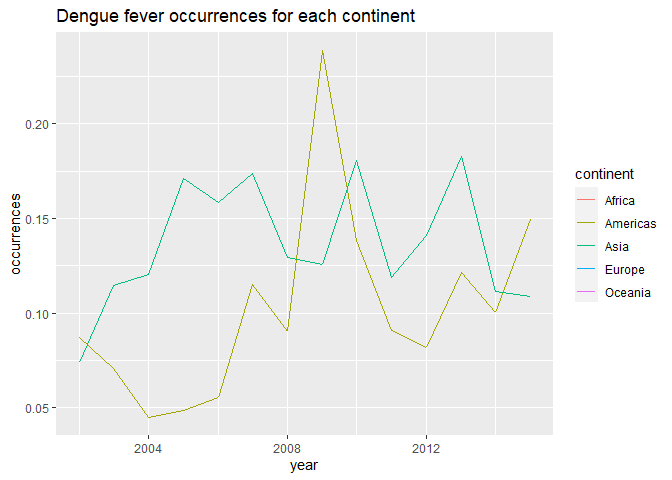 Dengue fever occurrences for each continent
0.20
0.15
0.10
0.05
occurrences
2004
2008
2012
year
continent
Africa
Americas
Asia
Europe
Oceania